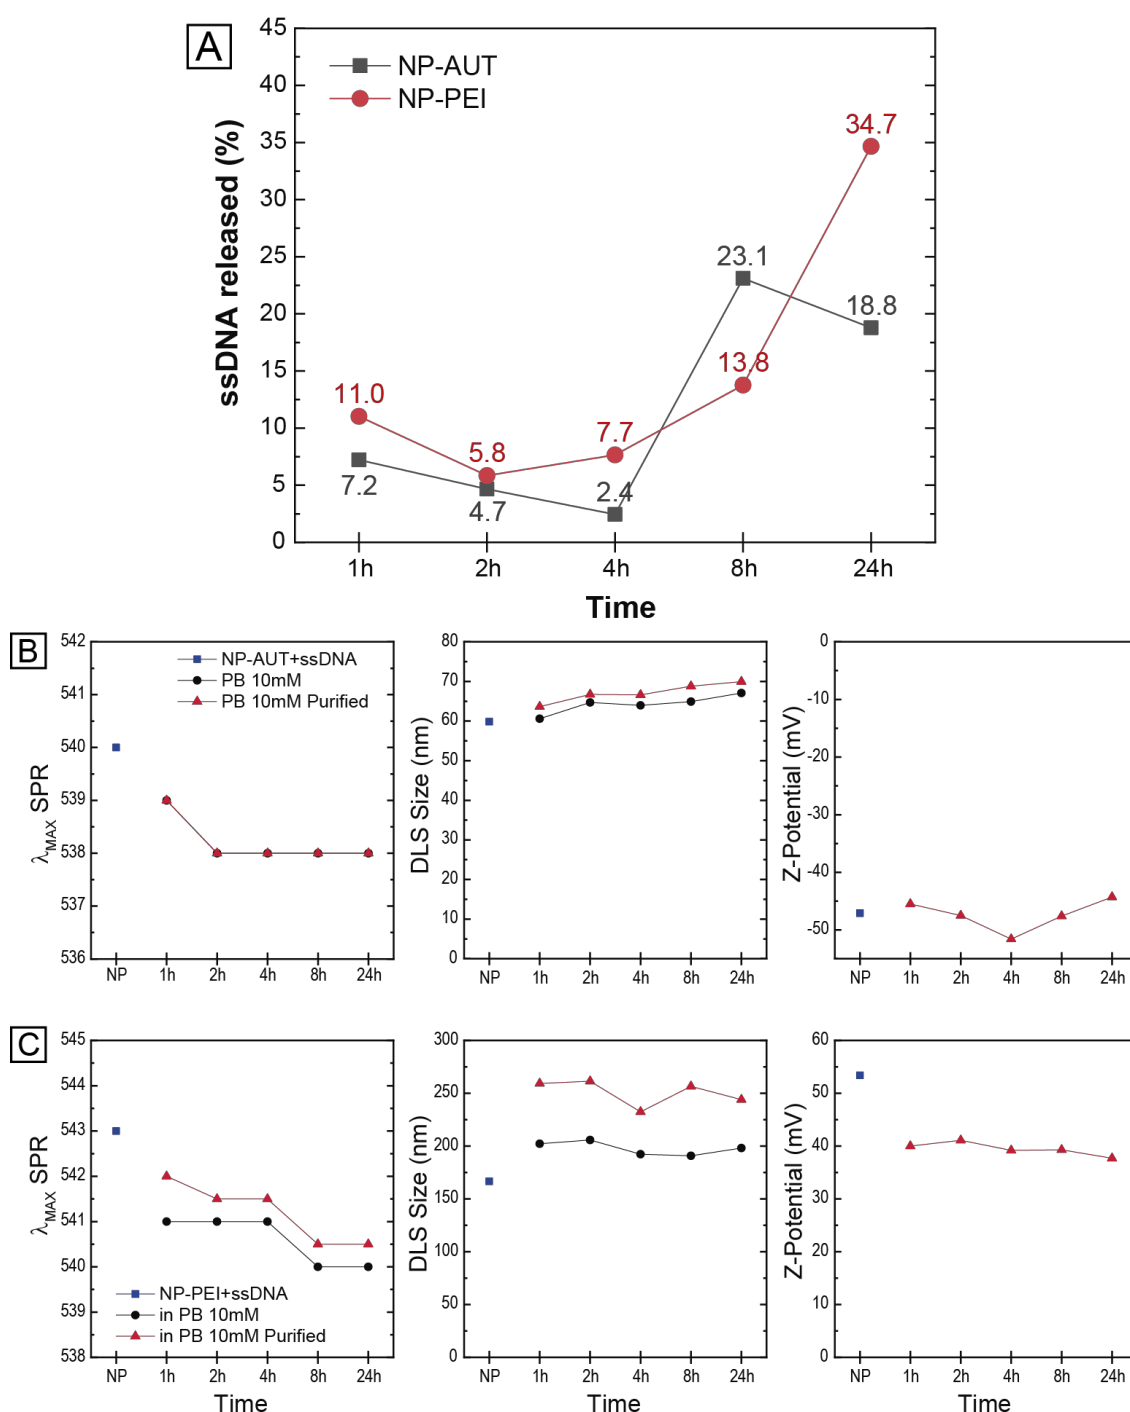 A
45
40
35
30
25
20
15
10
5
0
ssDNA released (%)
NP-AUT
NP-PEI
11.0
7.2
5.8
4.7
7.7
2.4
23.1
13.8
34.7
18.8
1h 2h 4h 8h 24h
Time
B
542
541
540
539
538
537
536
λMAX SPR
NP-AUT+ssDNA
PB 10mM
PB 10mM Purified
NP 1h 2h 4h 8h 24h
80
70
60
50
40
30
20
10
0
DLS Size (nm)
NP 1h 2h 4h 8h 24h
0
-10
-20
-30
-40
-50
Z-Potential (mV)
NP 1h 2h 4h 8h 24h
C
545
544
543
542
541
540
539
538
λMAX SPR
NP-PEI+ssDNA
in PB 10mM
in PB 10mM Purified
NP 1h 2h 4h 8h 24h
Time
300
250
200
150
100
50
0
DLS Size (nm)
NP 1h 2h 4h 8h 24h
Time
60
50
40
30
20
10
0
Z-Potential (mV)
NP 1h 2h 4h 8h 24h
Time